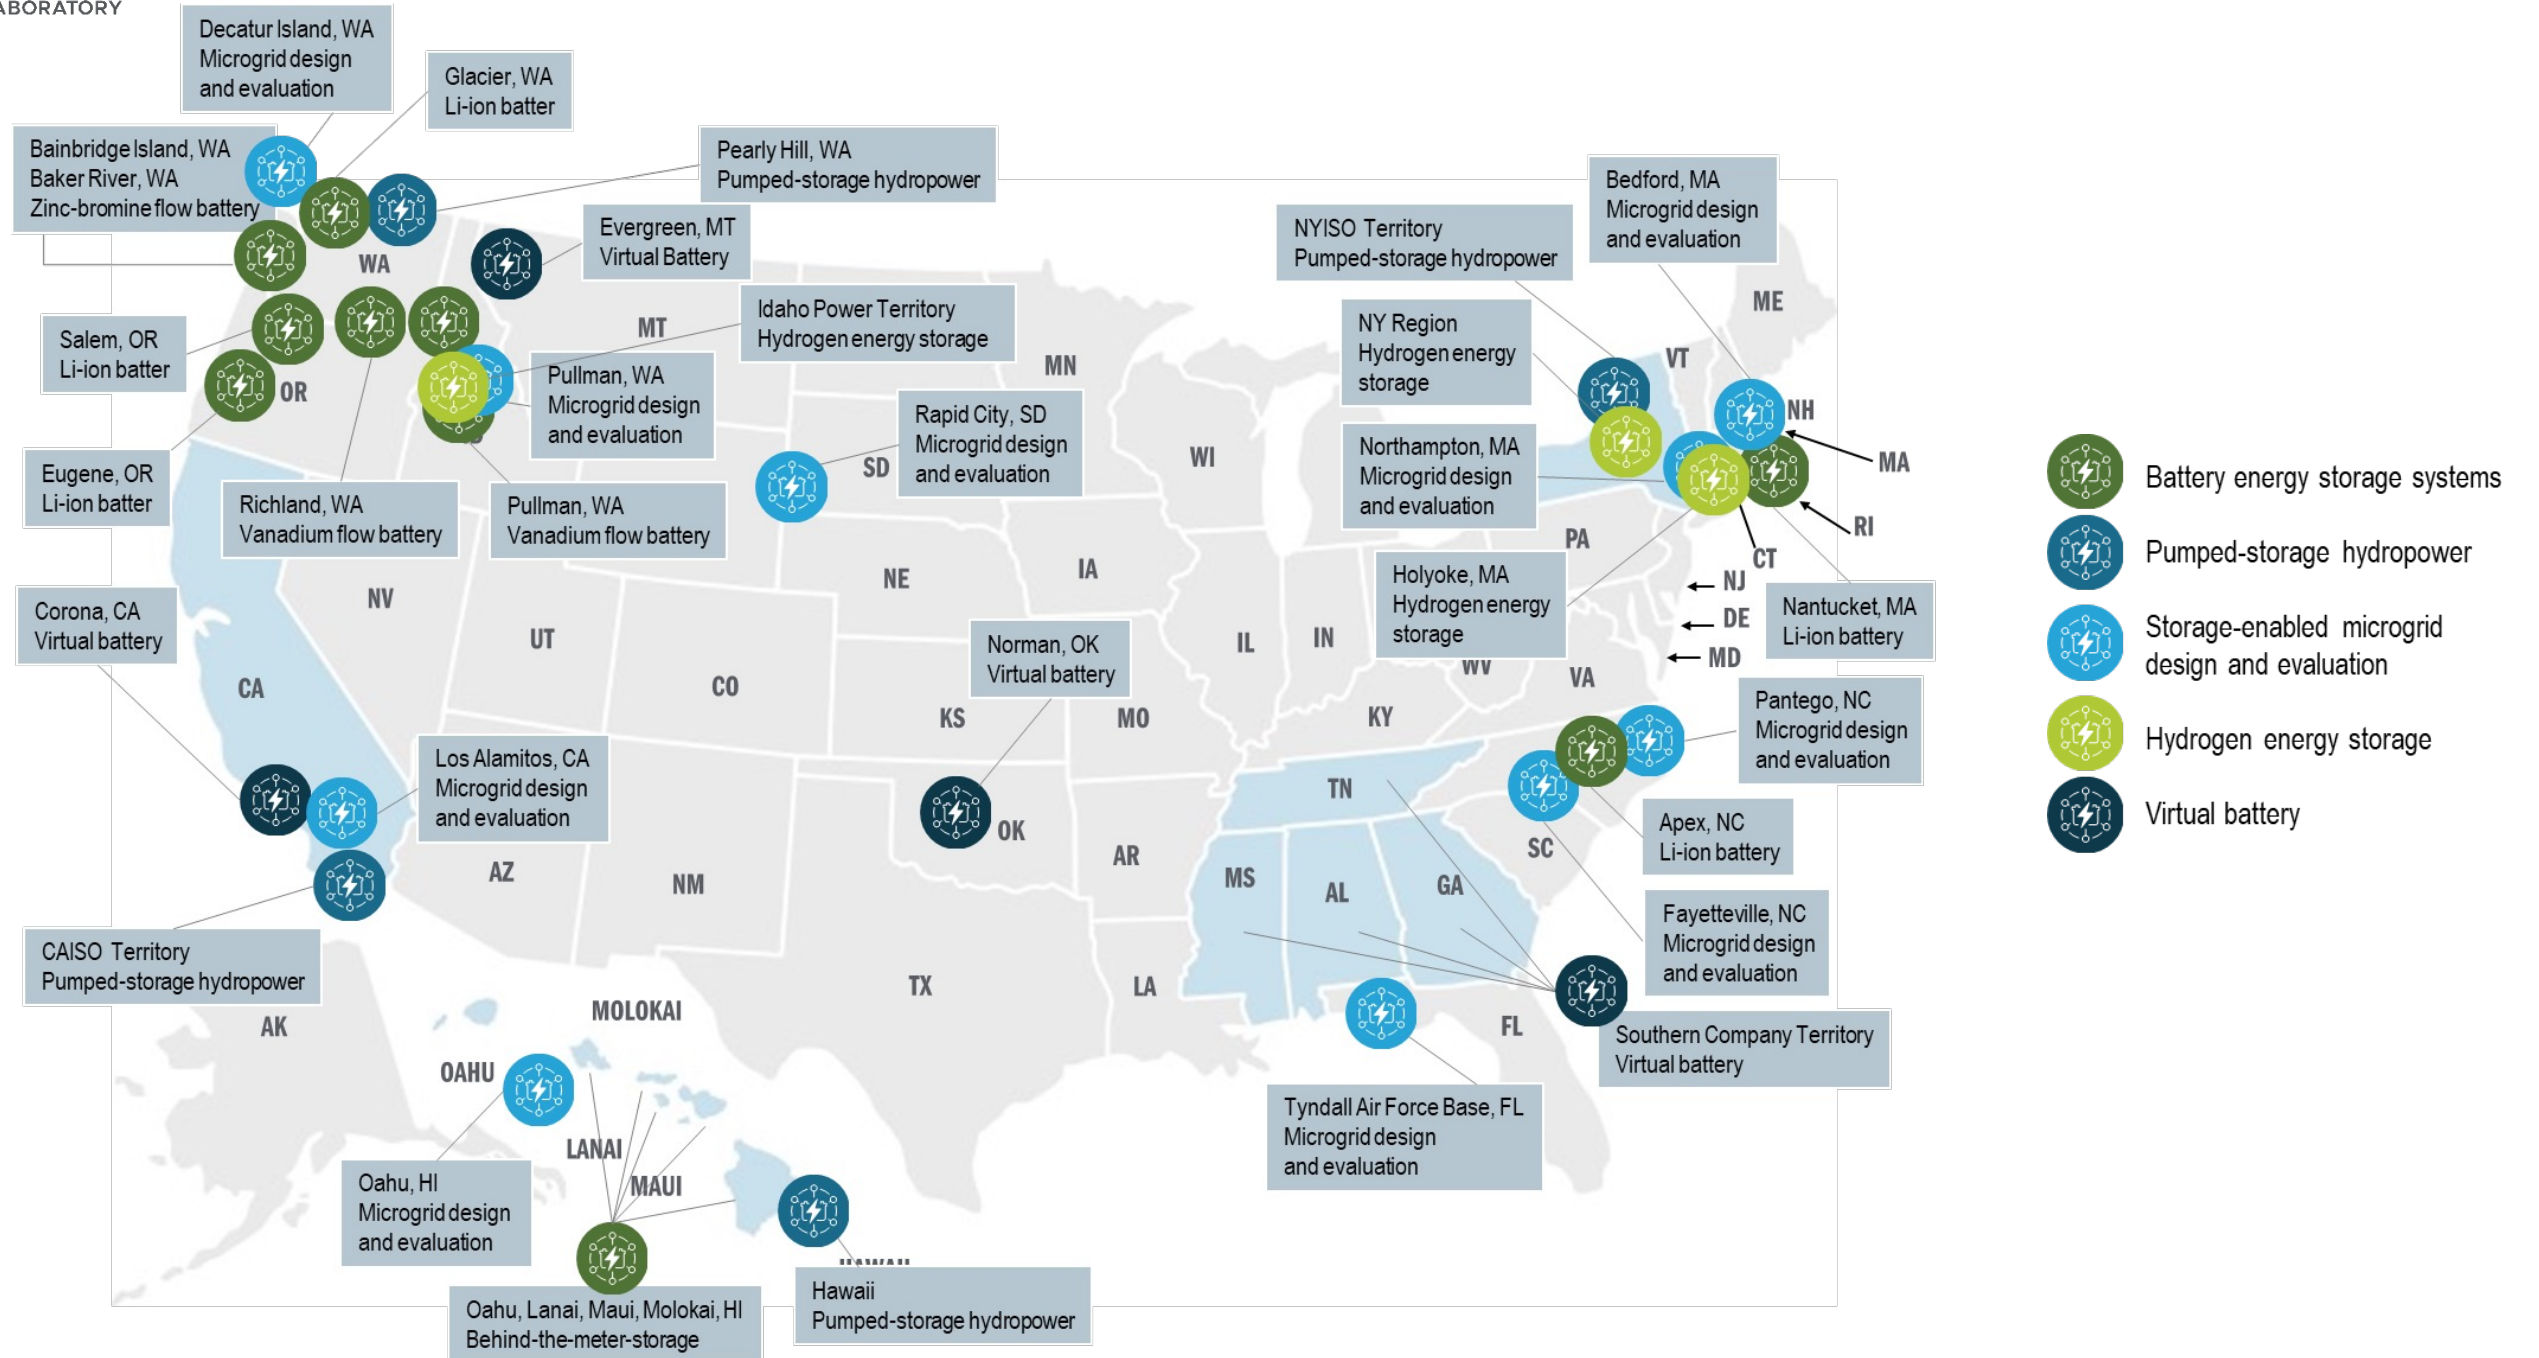 ABORATORY
Decatur Island, WA
Microgrid design
and evaluation
Glacier, WA
Li-ion batter
Bainbridge Island, WA
Baker River, WA
Zinc-bromine flow battery
Pearly Hill, WA
Pumped-storage hydropower
Evergreen, MT
Virtual Battery
Idaho Power Territory
Hydrogen energy storage
Pullman, WA
Microgrid design
and evaluation
Rapid City, SD
Microgrid design
and evaluation
Salem, OR
Li-ion batter
Eugene, OR
Li-ion batter
Richland, WA
Vanadium flow battery
Pullman, WA
Vanadium flow battery
Corona, CA
Virtual battery
Los Alamitos, CA
Microgrid design
and evaluation
CAISO Territory
Pumped-storage hydropower
Norman, OK
Virtual battery
NYISO Territory
Pumped-storage hydropower
Bedford, MA
Microgrid design
and evaluation
NY Region
Hydrogen energy
storage
Northampton, MA
Microgrid design
and evaluation
Holyoke, MA
Hydrogen energy
storage
Nantucket, MA
Li-ion battery
Pantego, NC
Microgrid design
and evaluation
Apex, NC
Li-ion battery
Fayetteville, NC
Microgrid design
and evaluation
Southern Company Territory
Virtual battery
Tyndall Air Force Base, FL
Microgrid design
and evaluation
Oahu, HI
Microgrid design
and evaluation
Oahu, Lanai, Maui, Molokai, HI
Behind-the-meter-storage
Hawaii
Pumped-storage hydropower
WA
OR
MT
MN
SD
WI
VT
ME
NH
MA
RI
CT
NJ
DE
MD
PA
NV
UT
CO
NE
IA
IL
IN
WV
VA
CA
KS
MO
KY
TN
AZ
NM
OK
AR
MS
AL
GA
SC
TX
LA
FL
AK
MOLOKAI
OAHU
LANAI
MAUI
HAWAII
Battery energy storage systems
Pumped-storage hydropower
Storage-enabled microgrid
design and evaluation
Hydrogen energy storage
Virtual battery